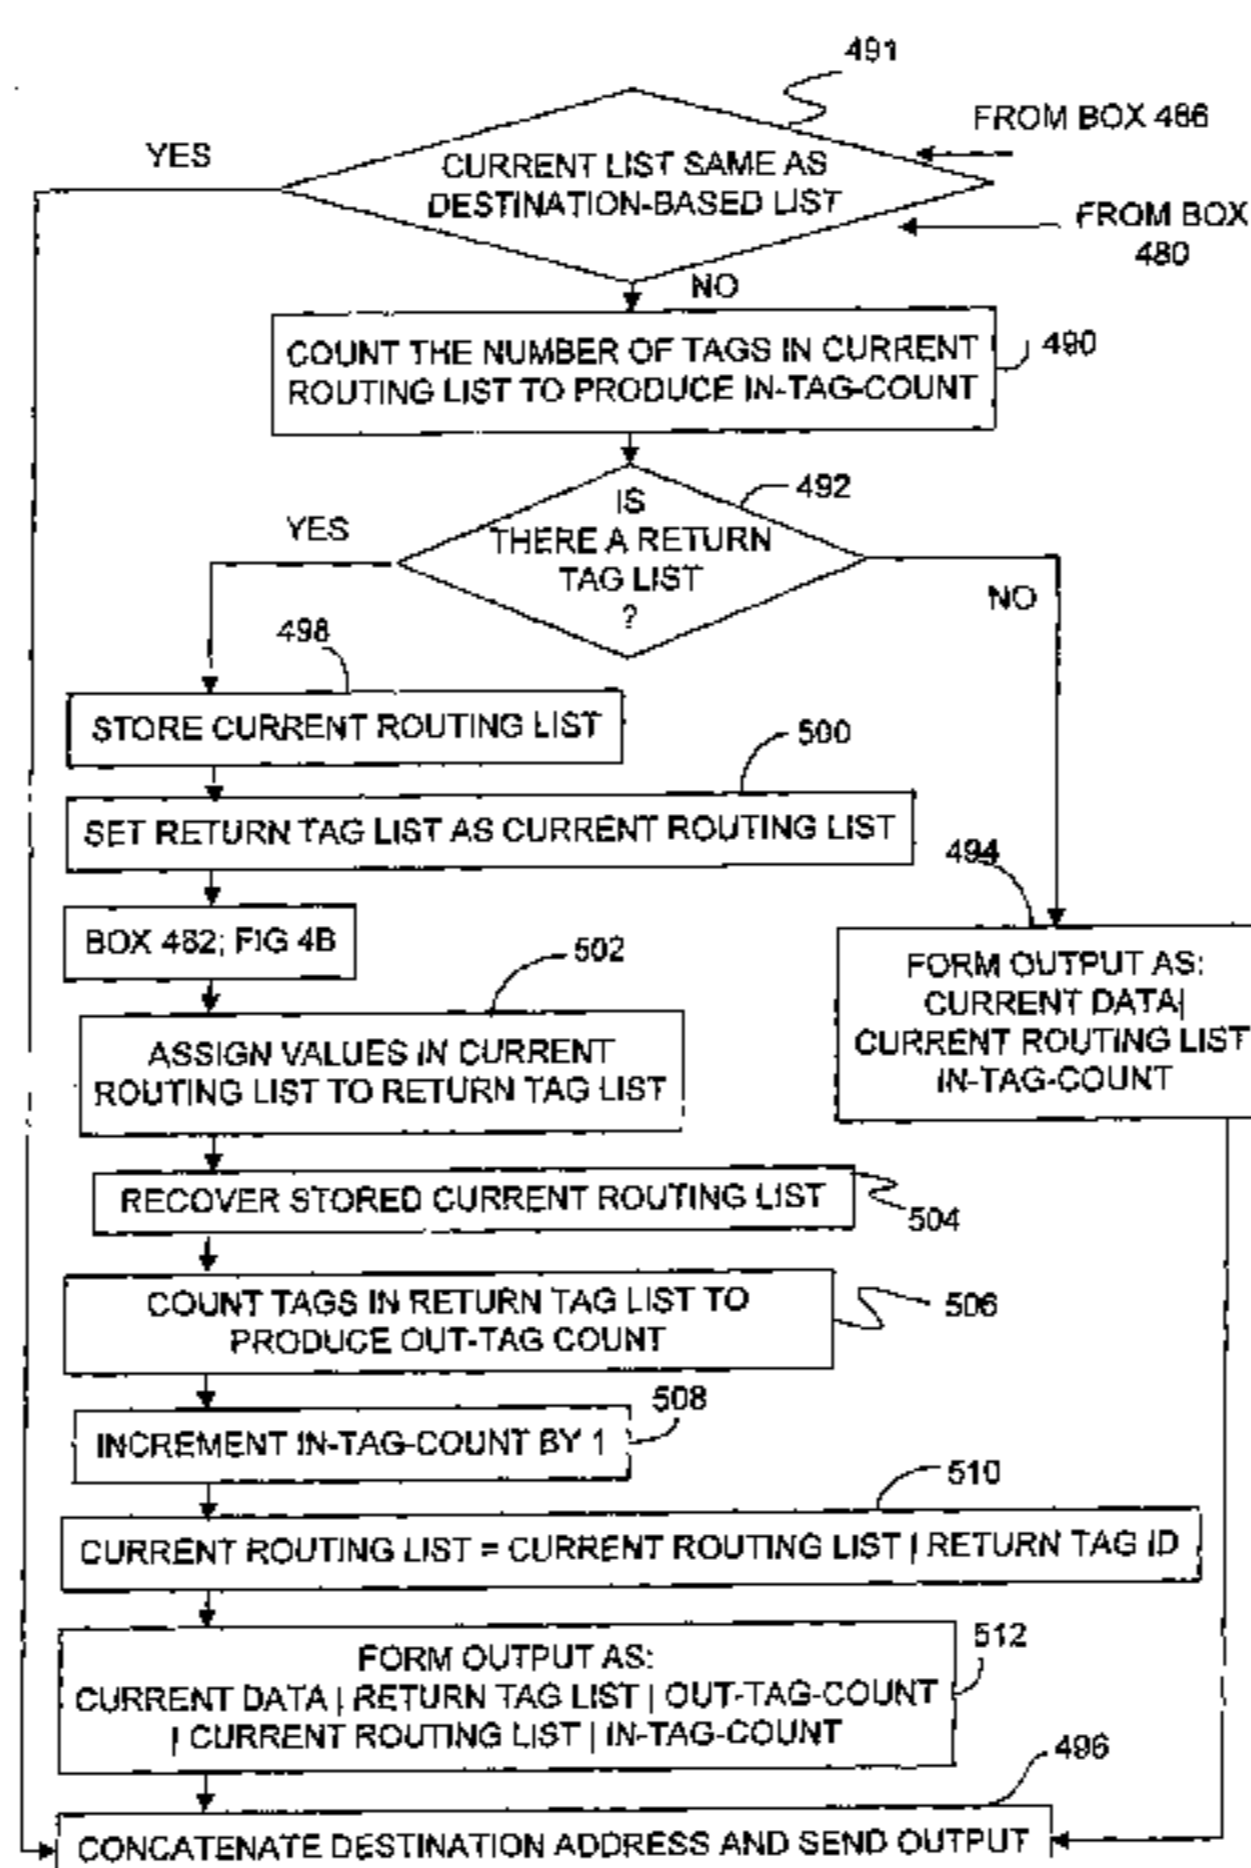 491
YES
FROM BOX 486
CURRENT LIST SAME AS
DESTINATION-BASED LIST
FROM BOX
480
NO
COUNT THE NUMBER OF TAGS IN CURRENT
ROUTING LIST TO PRODUCE IN-TAG-COUNT
490
492
IS
THERE A RETURN
TAG LIST
?
YES
NO
498
STORE CURRENT ROUTING LIST
500
SET RETURN TAG LIST AS CURRENT ROUTING LIST
494
BOX 482; FIG 4B
FORM OUTPUT AS:
CURRENT DATA|
CURRENT ROUTING LIST
IN-TAG-COUNT
502
ASSIGN VALUES IN CURRENT
ROUTING LIST TO RETURN TAG LIST
RECOVER STORED CURRENT ROUTING LIST
504
COUNT TAGS IN RETURN TAG LIST TO
PRODUCE OUT-TAG COUNT
506
508
INCREMENT IN-TAG-COUNT BY 1
510
CURRENT ROUTING LIST = CURRENT ROUTING LIST | RETURN TAG ID
512
FORM OUTPUT AS:
CURRENT DATA | RETURN TAG LIST | OUT-TAG-COUNT
| CURRENT ROUTING LIST | IN-TAG-COUNT
496
CONCATENATE DESTINATION ADDRESS AND SEND OUTPUT